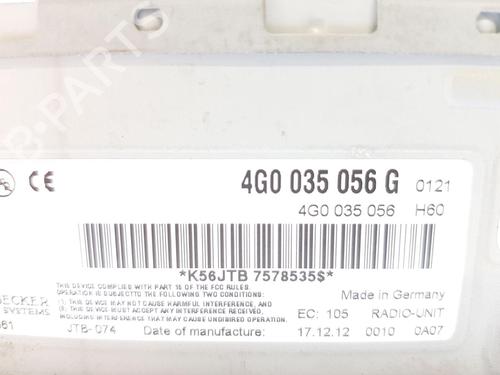 B-PARTS
CE
4G0 035 056 G 0121
4G0 035 056 H60
*K56JTB 7578535$*
THIS DEVICE COMPLIED WITH PART 15 OF THE FCC RULES.
OPERATION IS SUBJECT TO THE FOLLOWING TWO CONDITIONS:
(1) THIS DEVICE MAY NOT CAUSE HARMFUL INTERFERENCE, AND
(2) THIS DEVICE MUST ACCEPT ANY INTERFERENCE RECEIVED,
INCLUDING INTERFERENCE THAT MAY CAUSE UNDESIRED OPERATION.
Made in Germany
ECKER
SYSTEMS
EC: 105 RADIO-UNIT
JTB-074 Date of manufacture: 17.12.12 0010 0A07